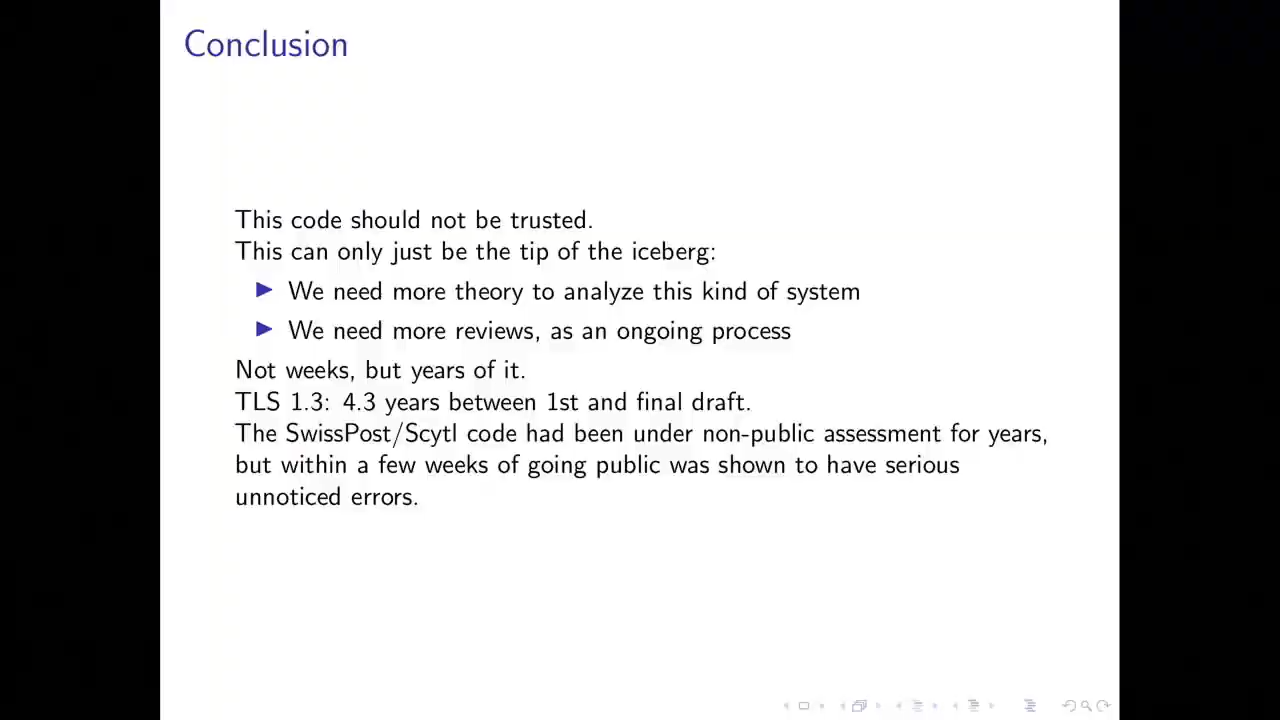 Conclusion
This code should not be trusted.
This can only just be the tip of the iceberg:
We need more theory to analyze this kind of system
We need more reviews, as an ongoing process
Not weeks, but years of it.
TLS 1.3: 4.3 years between 1st and final draft.
The SwissPost/Scytl code had been under non-public assessment for years,
but within a few weeks of going public was shown to have serious
unnoticed errors.